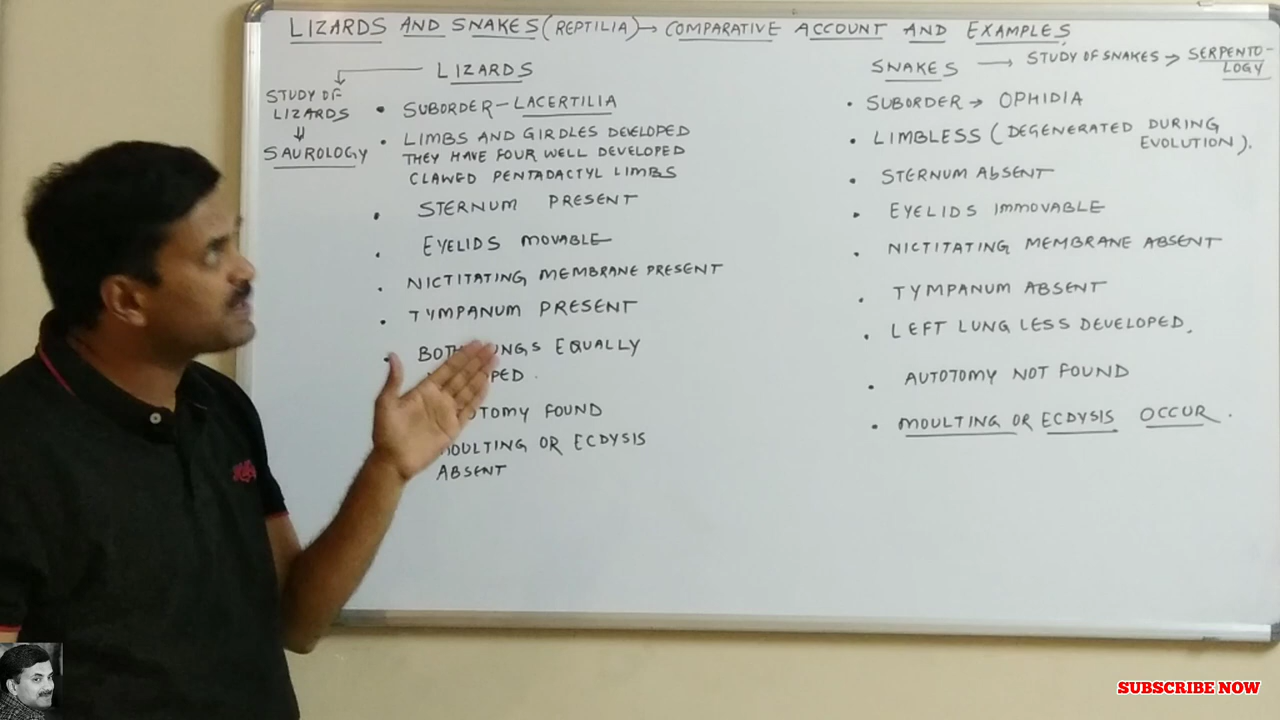 LIZARDS AND SNAKES (REPTILIA) → COMPARATIVE ACCOUNT AND EXAMPLES
LIZARDS
STUDY OF
LIZARDS
SAUROLOGY
• SUBORDER - LACERTILIA
• LIMBS AND GIRDLES DEVELOPED
THEY HAVE FOUR WELL DEVELOPED
CLAWED PENTADACTYL LIMBS
• STERNUM PRESENT
• EYELIDS MOVABLE
• NICTITATING MEMBRANE PRESENT
• TYMPANUM PRESENT
• BOTH LUNGS EQUALLY
• FOUND
MOULTING OR ECDYSIS
ABSENT
SNAKES → STUDY OF SNAKES → SERPENTO-
LOGY
• SUBORDER → OPHIDIA
• LIMBLESS (DEGENERATED DURING
EVOLUTION).
• STERNUM ABSENT
• EYELIDS IMMOVABLE
• NICTITATING MEMBRANE ABSENT
• TYMPANUM ABSENT
• LEFT LUNG LESS DEVELOPED.
• AUTOTOMY NOT FOUND
• MOULTING OR ECDYSIS OCCUR.
SUBSCRIBE NOW